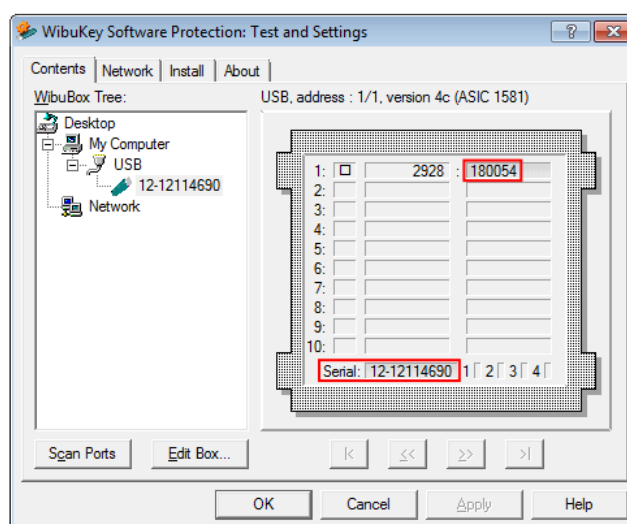 WibuKey Software Protection: Test and Settings
Contents Network Install About
WibuBox Tree:
USB, address : 1/1, version 4c (ASIC 1581)
Desktop
My Computer
USB
12-12114690
Network
1: 2928 : 180054
2:
3:
4:
5:
6:
7:
8:
9:
10:
Serial: 12-12114690 1 2 3 4
Scan Ports Edit Box... |< << >> >|
OK Cancel Apply Help